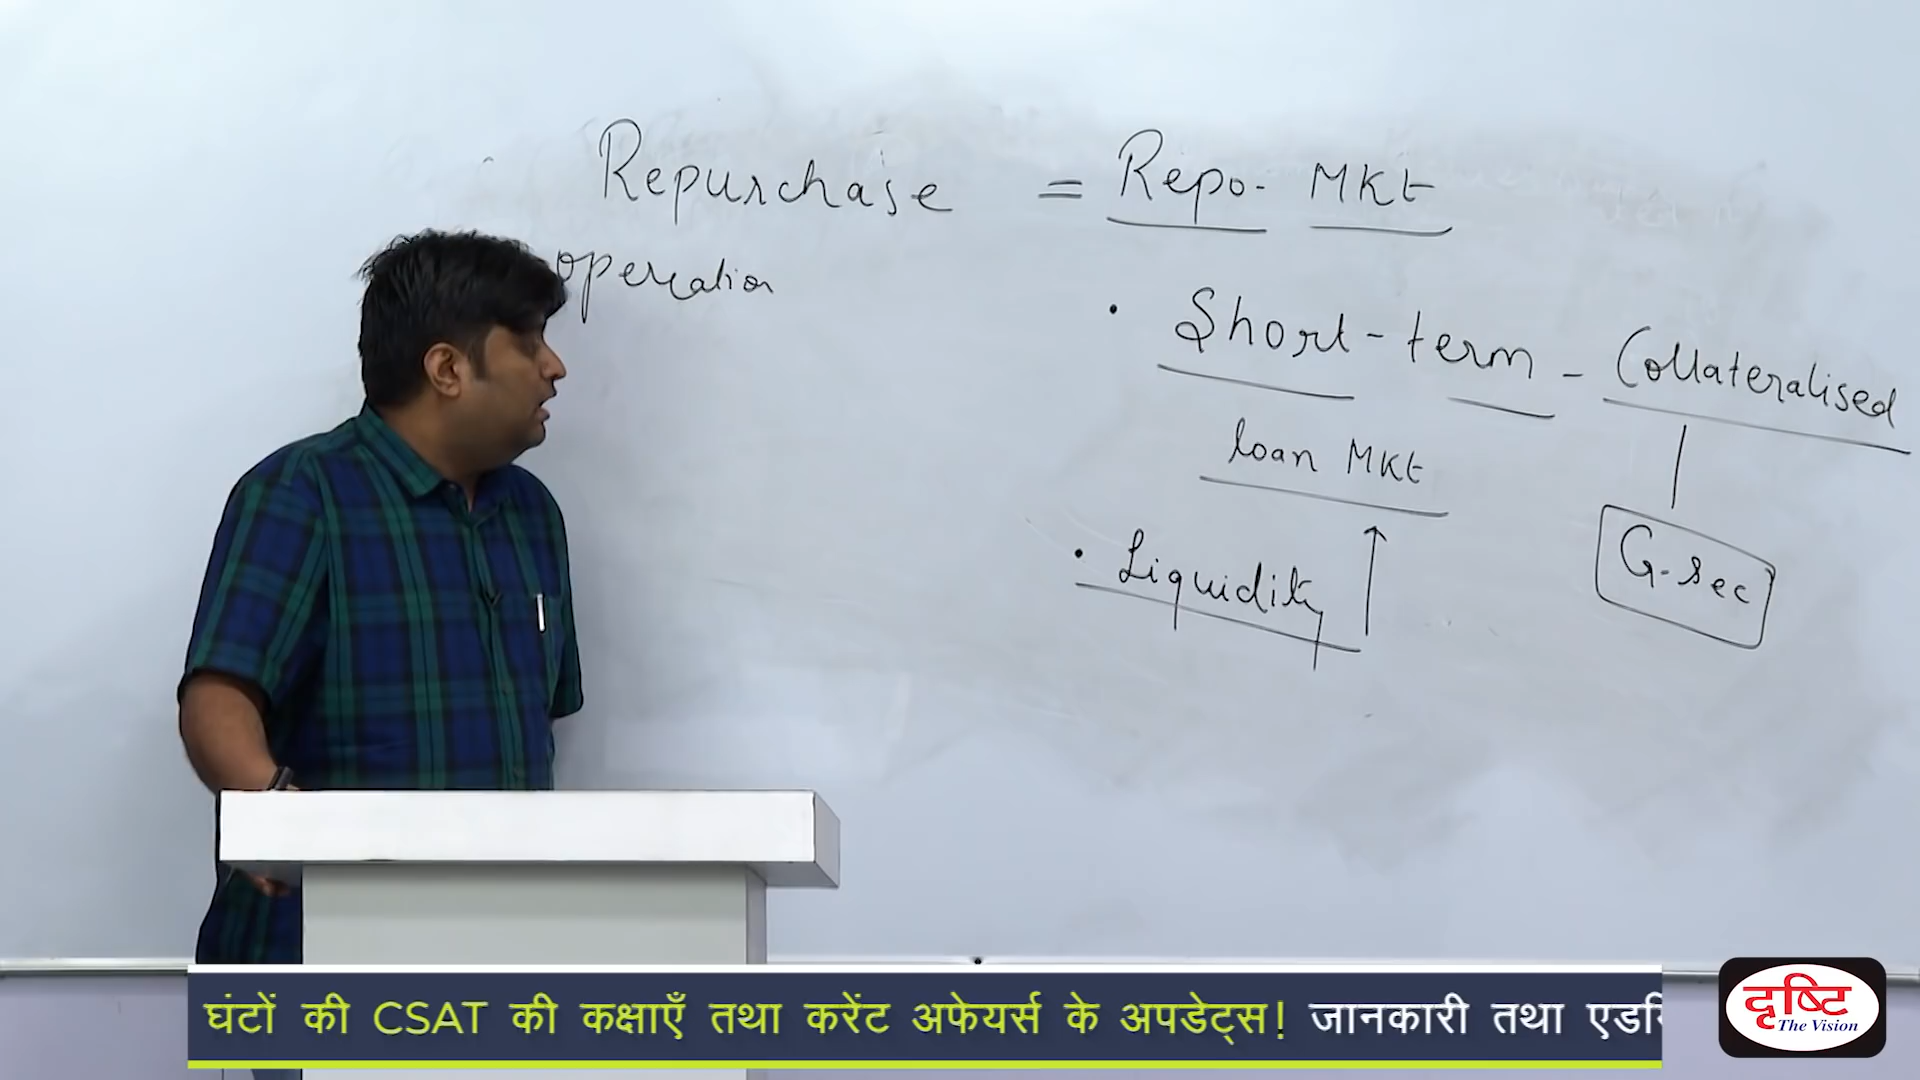 Repurchase = Repo- MKt
operation
• Short-term - Collateralised
loan MKt
• Liquidity
G-sec
घंटों की CSAT की कक्षाएँ तथा करेंट अफेयर्स के अपडेट्स! जानकारी तथा
दृष्टि
The Vision